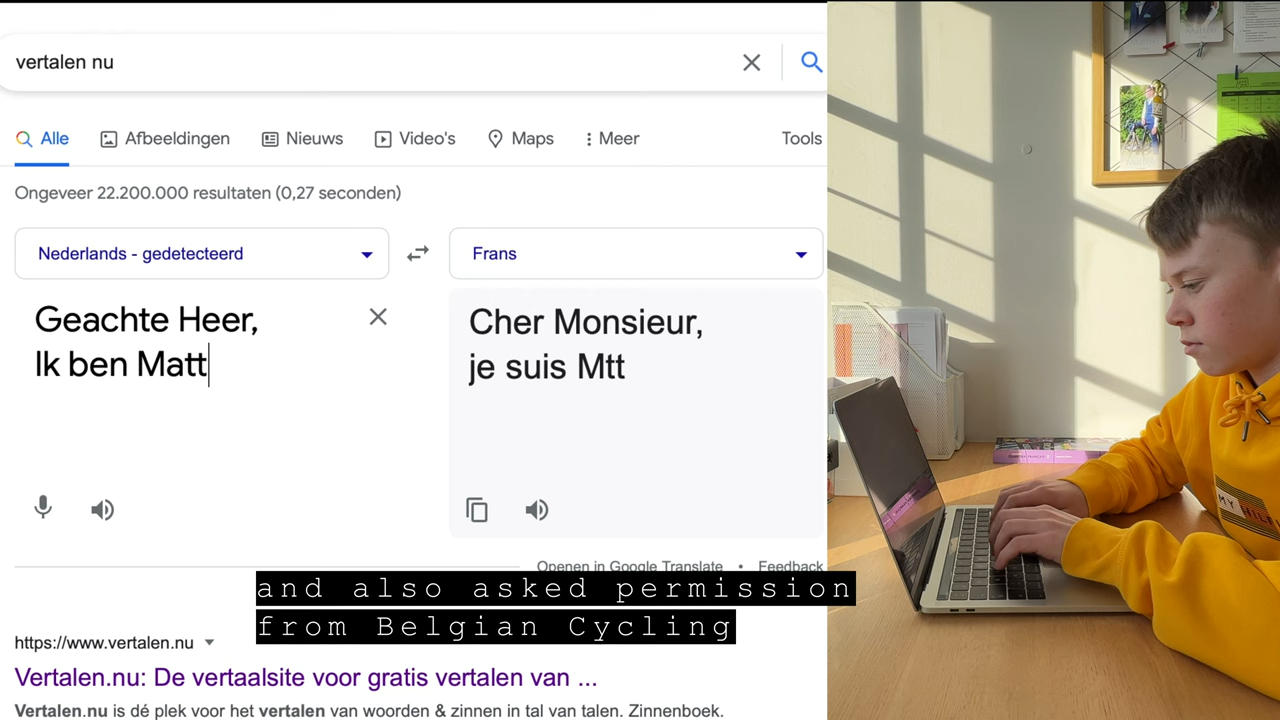 vertalen nu
Alle Afbeeldingen Nieuws Video's Maps Meer Tools
Ongeveer 22.200.000 resultaten (0,27 seconden)
Nederlands - gedetecteerd
Frans
Geachte Heer,
Ik ben Matt
Cher Monsieur,
je suis Mtt
Openen in Google Translate • Feedback
and also asked permission
from Belgian Cycling
https://www.vertalen.nu
Vertalen.nu: De vertaalsite voor gratis vertalen van ...
Vertalen.nu is dé plek voor het vertalen van woorden & zinnen in tal van talen. Zinnenboek.
MY